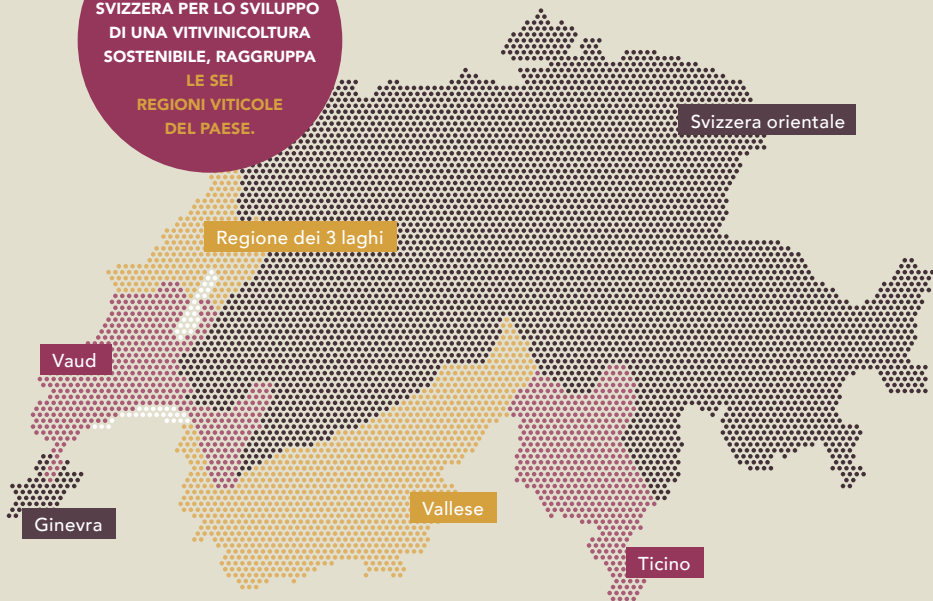 SVIZZERA PER LO SVILUPPO
DI UNA VITIVINICOLTURA
SOSTENIBILE, RAGGRUPPA
LE SEI
REGIONI VITICOLE
DEL PAESE.
Svizzera orientale
Regione dei 3 laghi
Vaud
Vallese
Ginevra
Ticino